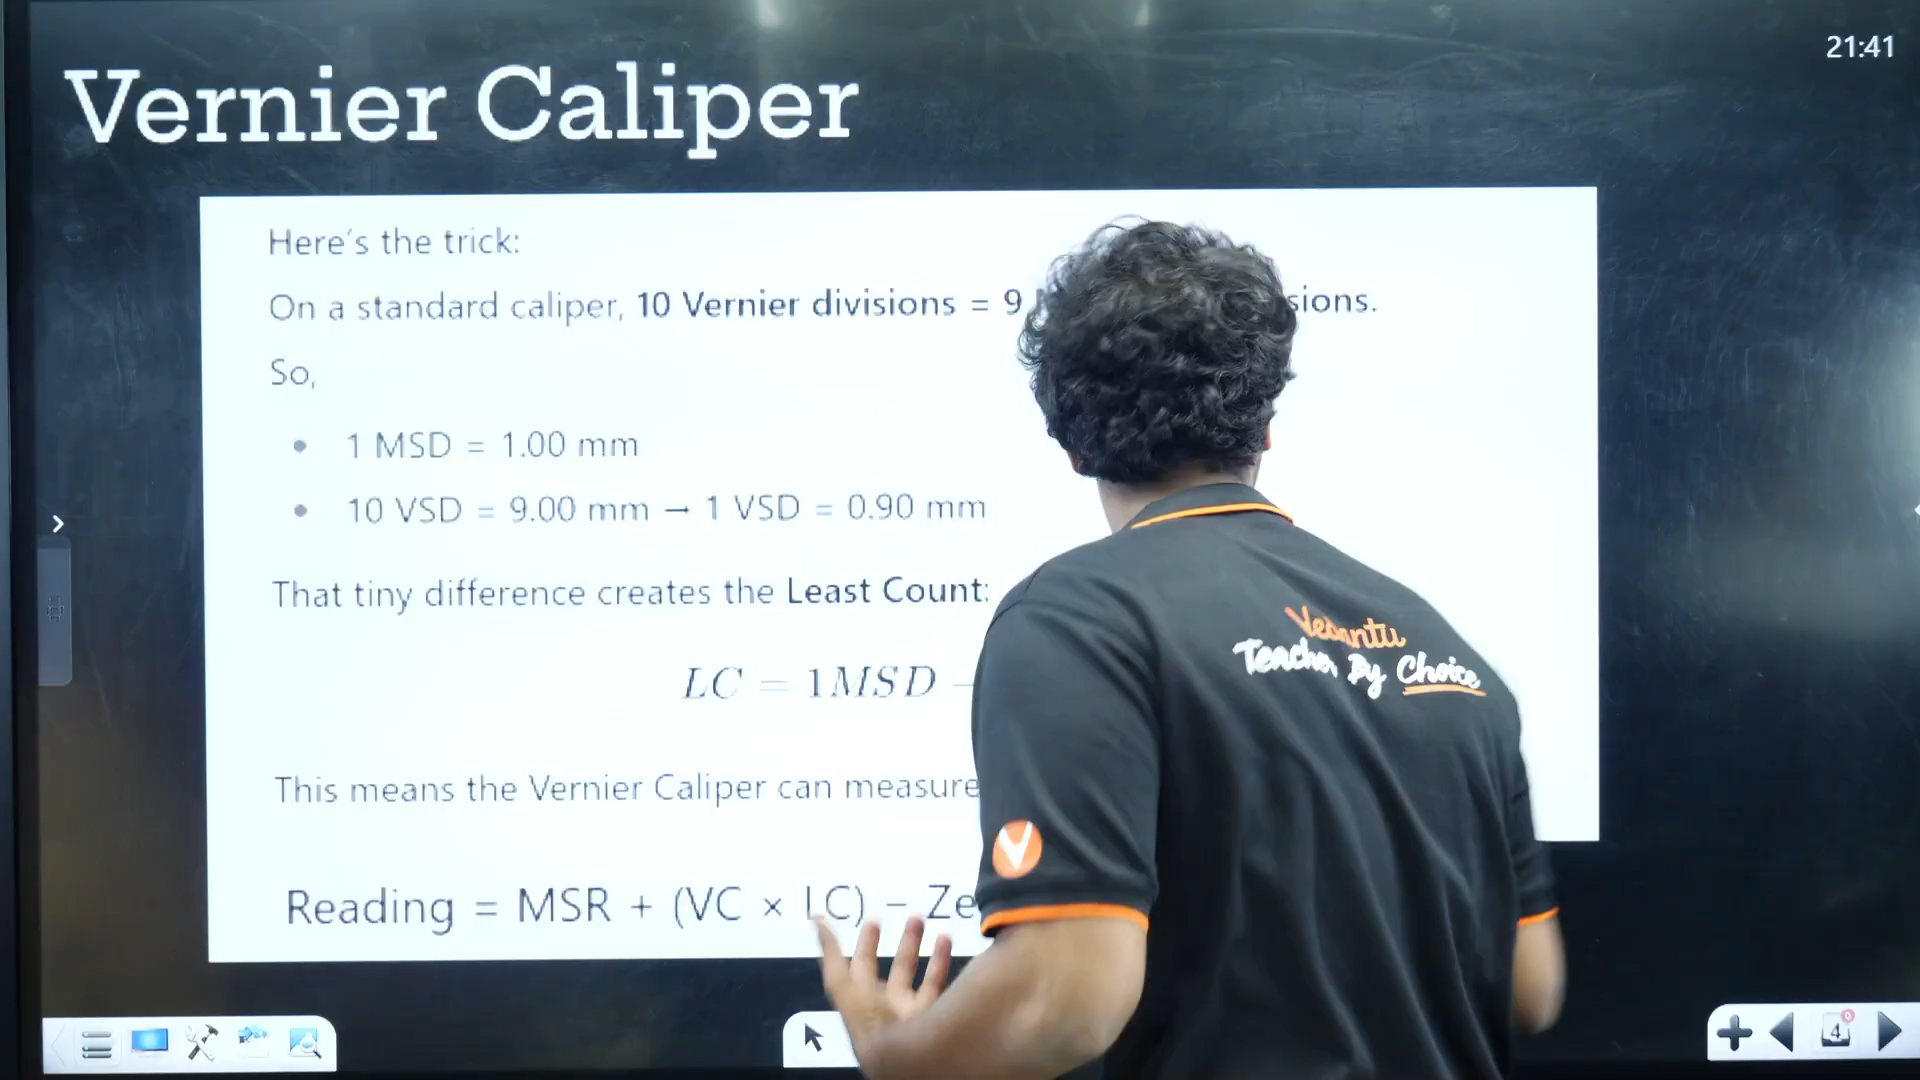 21:41
Vernier Caliper
Here's the trick:
On a standard caliper, 10 Vernier divisions = 9 sions.
So,
• 1 MSD = 1.00 mm
• 10 VSD = 9.00 mm → 1 VSD = 0.90 mm
That tiny difference creates the Least Count:
LC = 1MSD −
This means the Vernier Caliper can measure
Reading = MSR + (VC × LC) − Ze
Vedantu
Teacher By Choice
V
4
0